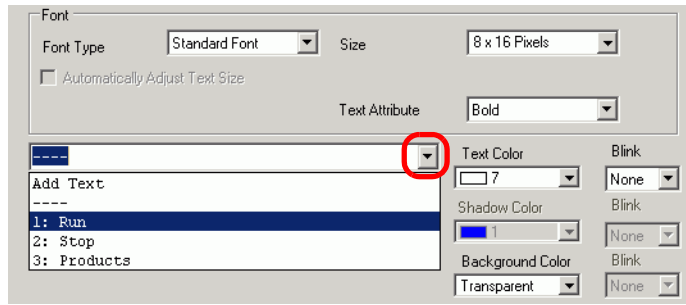 Font
Font Type Standard Font Size 8 x 16 Pixels
Automatically Adjust Text Size
Text Attribute Bold
---- Text Color Blink
Add Text 7 None
----
Shadow Color Blink
1: Run
1 None
2: Stop
3: Products Background Color Blink
Transparent None